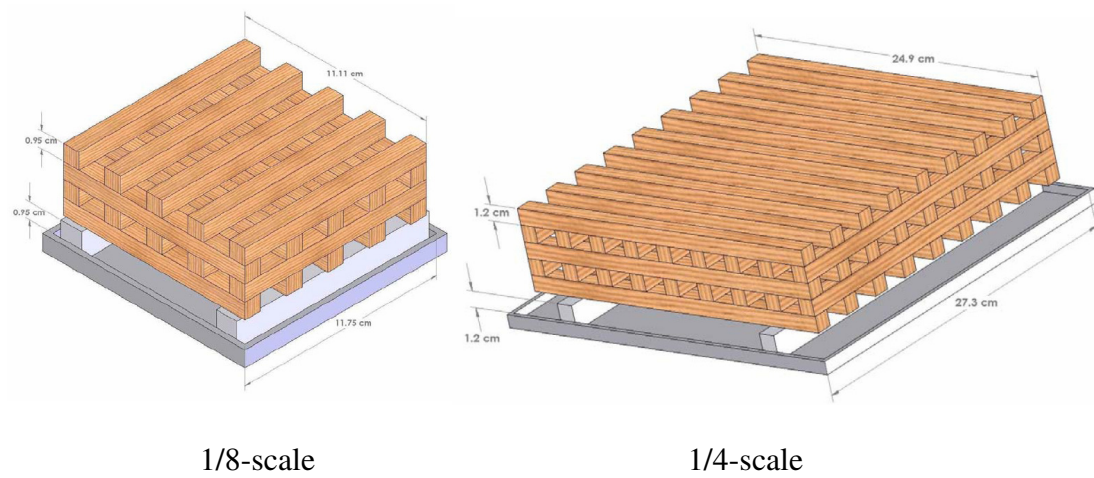 11.11 cm
0.95 cm
0.95 cm
11.75 cm
24.9 cm
1.2 cm
1.2 cm
27.3 cm
1/8-scale
1/4-scale